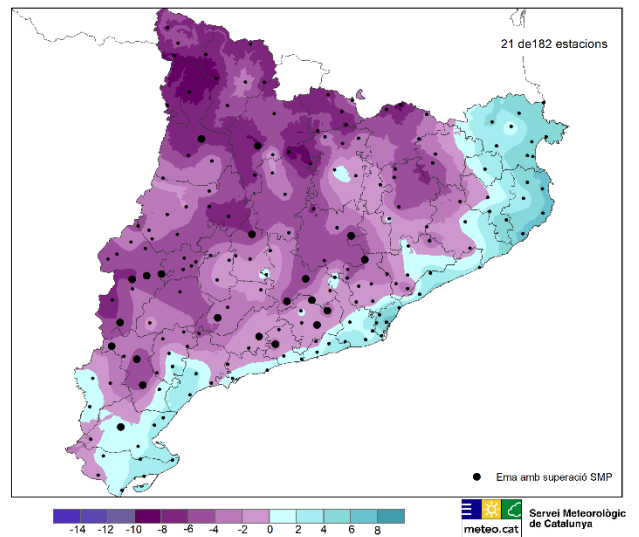 21 de182 estacions
Ema amb superació SMP
-14 -12 -10 -8 -6 -4 -2 0 2 4 6 8
meteo.cat
Servei Meteorològic
de Catalunya